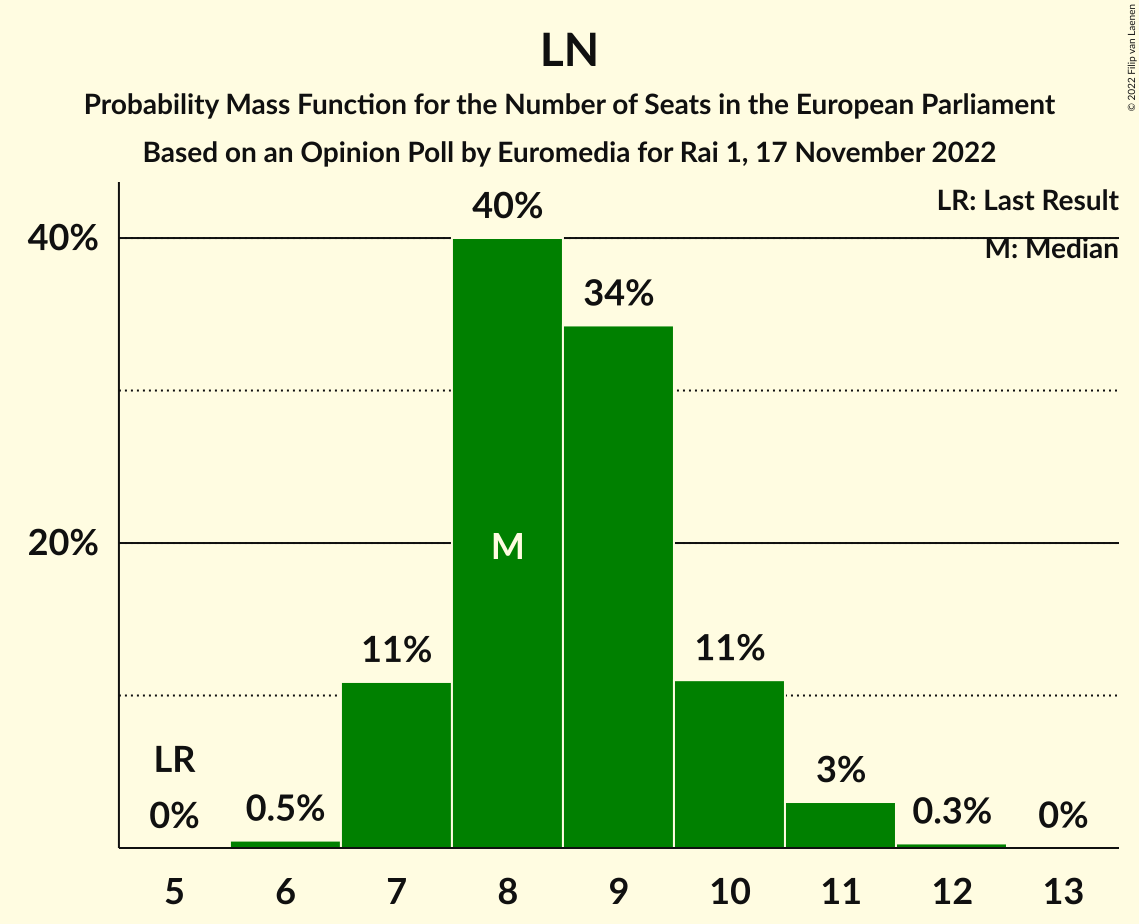 LN
Probability Mass Function for the Number of Seats in the European Parliament
Based on an Opinion Poll by Euromedia for Rai 1, 17 November 2022
© 2022 Filip van Laenen
LR: Last Result
M: Median
40%
20%
40%
34%
M
11%
11%
LR
0%
0.5%
3%
0.3%
0%
5 6 7 8 9 10 11 12 13